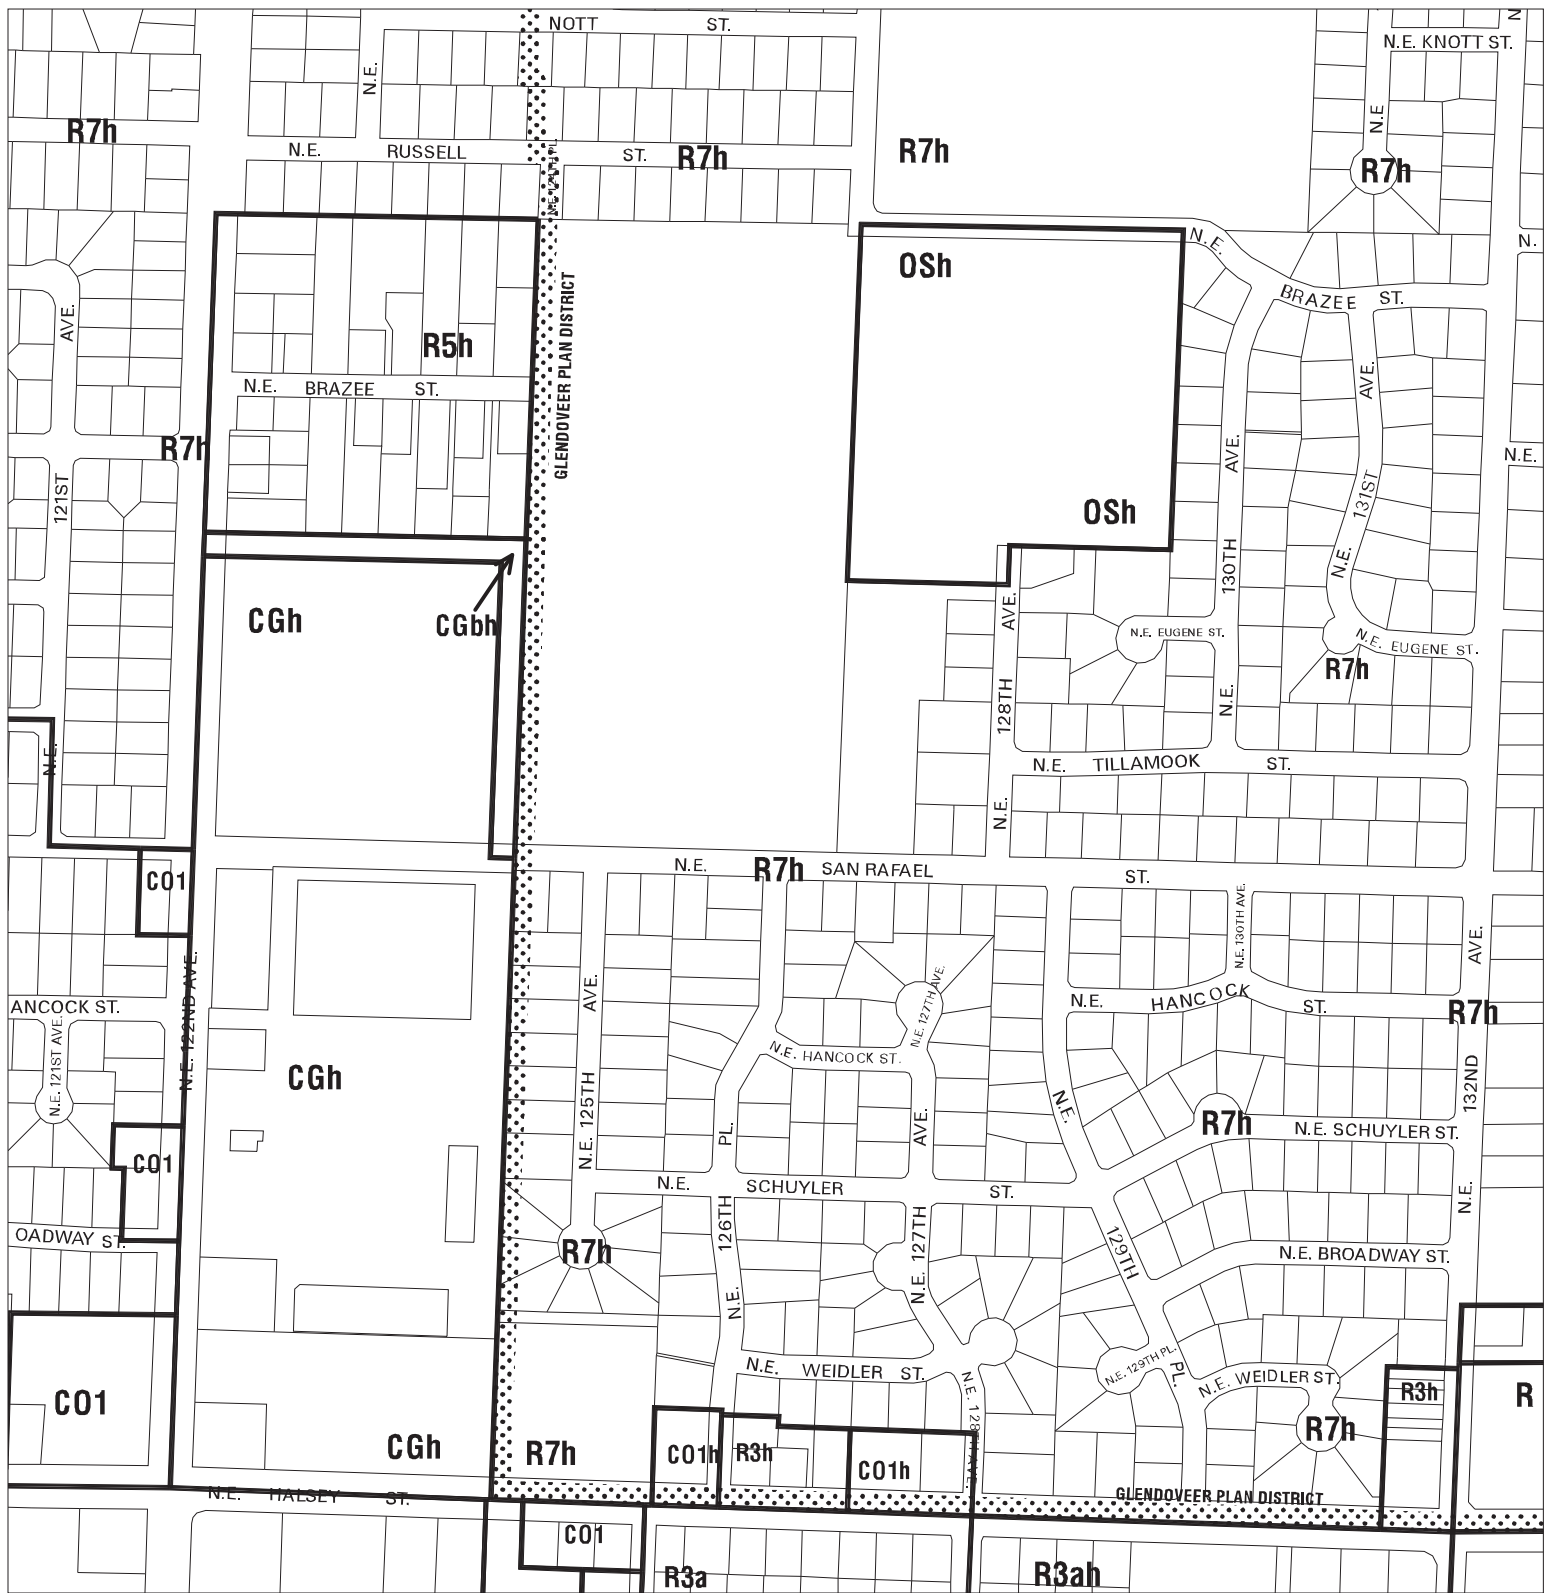 NOTT ST.
N.E. KNOTT ST.
N
N.E.
N.E
R7h
N.E. RUSSELL ST.
R7h
R7h
R7h
N.E. 124TH PL.
N.E. BRAZEE ST.
N.
OSh
AVE.
R5h
GLENDOVEER PLAN DISTRICT
N.E. BRAZEE ST.
AVE.
R7h
AVE.
N.E.
121ST
131ST
OSh
130TH
N.E.
CGh
CGbh
AVE.
N.E. EUGENE ST.
N.E. EUGENE ST.
R7h
128TH
N.E.
N.E.
N.E. TILLAMOOK ST.
N.E.
N.E. R7h SAN RAFAEL ST.
CO1
N.E. 130TH AVE.
AVE.
N.E. 122ND AVE.
AVE.
N.E. 127TH AVE.
N.E. HANCOCK ST.
ANCOCK ST.
R7h
N.E. 121ST AVE.
N.E. HANCOCK ST.
CGh
132ND
N.E. 125TH
PL.
AVE.
N.E.
R7h
N.E. SCHUYLER ST.
CO1
N.E. SCHUYLER ST.
N.E.
126TH
N.E. 127TH
129TH
OADWAY ST.
R7h
N.E. BROADWAY ST.
N.E.
N.E. WEIDLER ST.
N.E. 129TH PL.
PL.
N.E. WEIDLER ST.
R3h
R
CO1
N.E. 128TH AVE.
R7h
CGh
R7h
CO1h
R3h
CO1h
N.E. HALSEY ST.
GLENDOVEER PLAN DISTRICT
CO1
R3a
R3ah